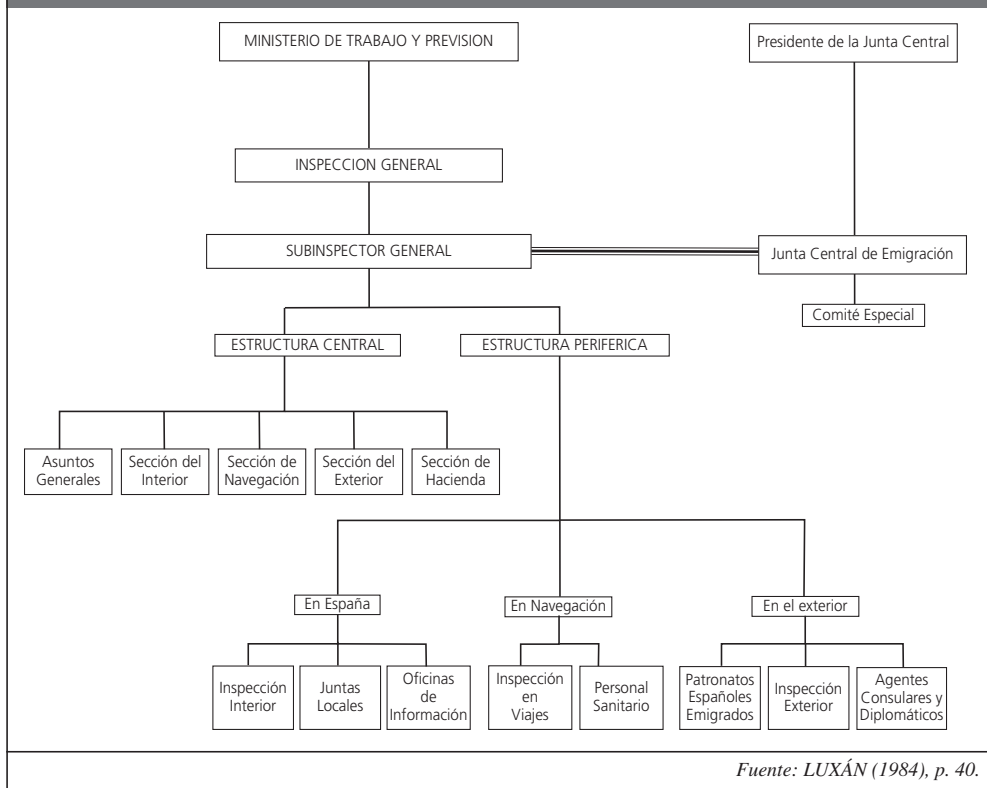 MINISTERIO DE TRABAJO Y PREVISION
Presidente de la Junta Central
INSPECCION GENERAL
SUBINSPECTOR GENERAL
Junta Central de Emigración
Comité Especial
ESTRUCTURA CENTRAL
ESTRUCTURA PERIFERICA
Asuntos
Generales
Sección del
Interior
Sección de
Navegación
Sección del
Exterior
Sección de
Hacienda
En España
En Navegación
En el exterior
Inspección
Interior
Juntas
Locales
Oficinas
de
Información
Inspección
en
Viajes
Personal
Sanitario
Patronatos
Españoles
Emigrados
Inspección
Exterior
Agentes
Consulares y
Diplomáticos
Fuente: LUXÁN (1984), p. 40.